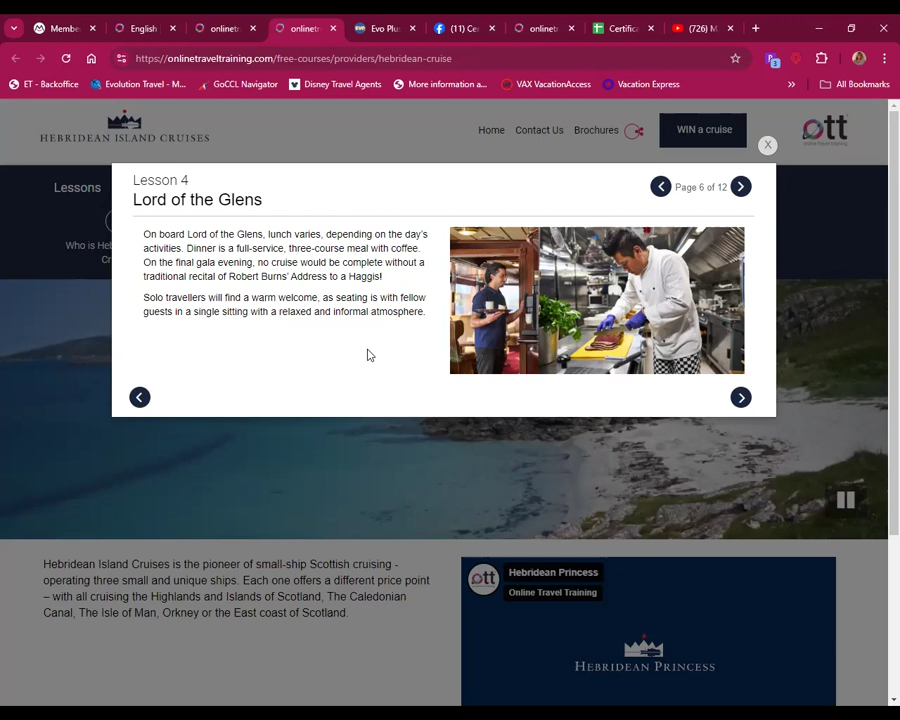 Membe
English
onlinetr
onlinetr
Evo Plus
(11) Cer
onlinetr
Certifica
(726) M
https://onlinetraveltraining.com/free-courses/providers/hebridean-cruise
3
ET - Backoffice
Evolution Travel - M...
GoCCL Navigator
Disney Travel Agents
More information a...
VAX VacationAccess
Vacation Express
All Bookmarks
HEBRIDEAN ISLAND CRUISES
Home
Contact Us
Brochures
WIN a cruise
ott
online travel training
X
Lessons
Who is Heb
Cr
Lesson 4
Lord of the Glens
Page 6 of 12
On board Lord of the Glens, lunch varies, depending on the day's
activities. Dinner is a full-service, three-course meal with coffee.
On the final gala evening, no cruise would be complete without a
traditional recital of Robert Burns' Address to a Haggis!
Solo travellers will find a warm welcome, as seating is with fellow
guests in a single sitting with a relaxed and informal atmosphere.
Hebridean Island Cruises is the pioneer of small-ship Scottish cruising -
operating three small and unique ships. Each one offers a different price point
– with all cruising the Highlands and Islands of Scotland, The Caledonian
Canal, The Isle of Man, Orkney or the East coast of Scotland.
ott
Hebridean Princess
Online Travel Training
HEBRIDEAN PRINCESS